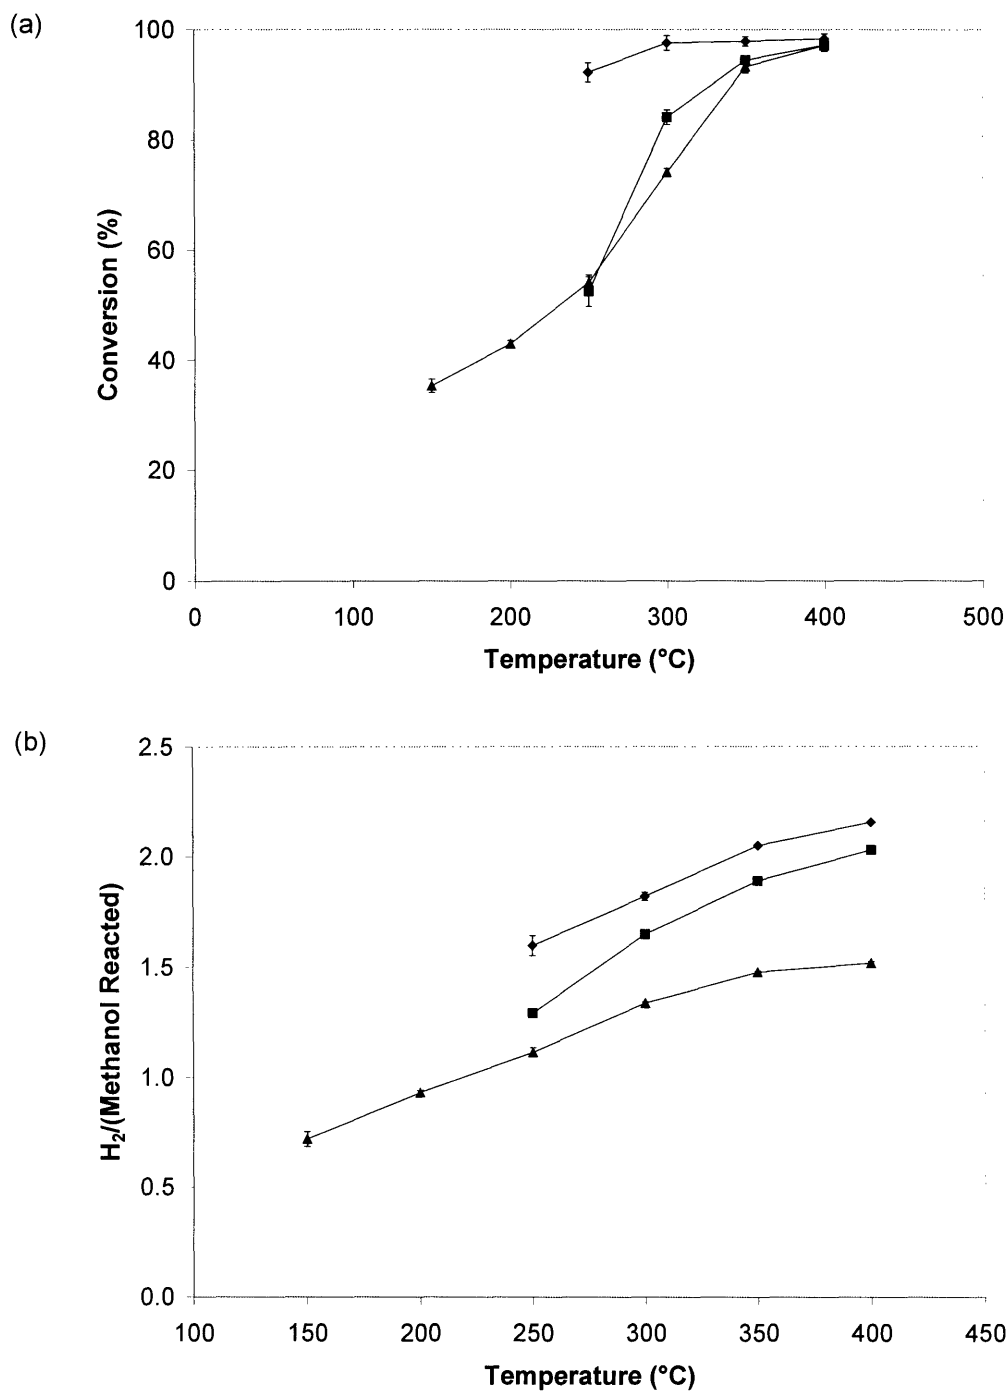 (a)
100
80
60
40
20
0
Conversion (%)
0 100 200 300 400 500
Temperature (°C)
(b)
2.5
2.0
1.5
1.0
0.5
0.0
H₂/(Methanol Reacted)
100 150 200 250 300 350 400 450
Temperature (°C)